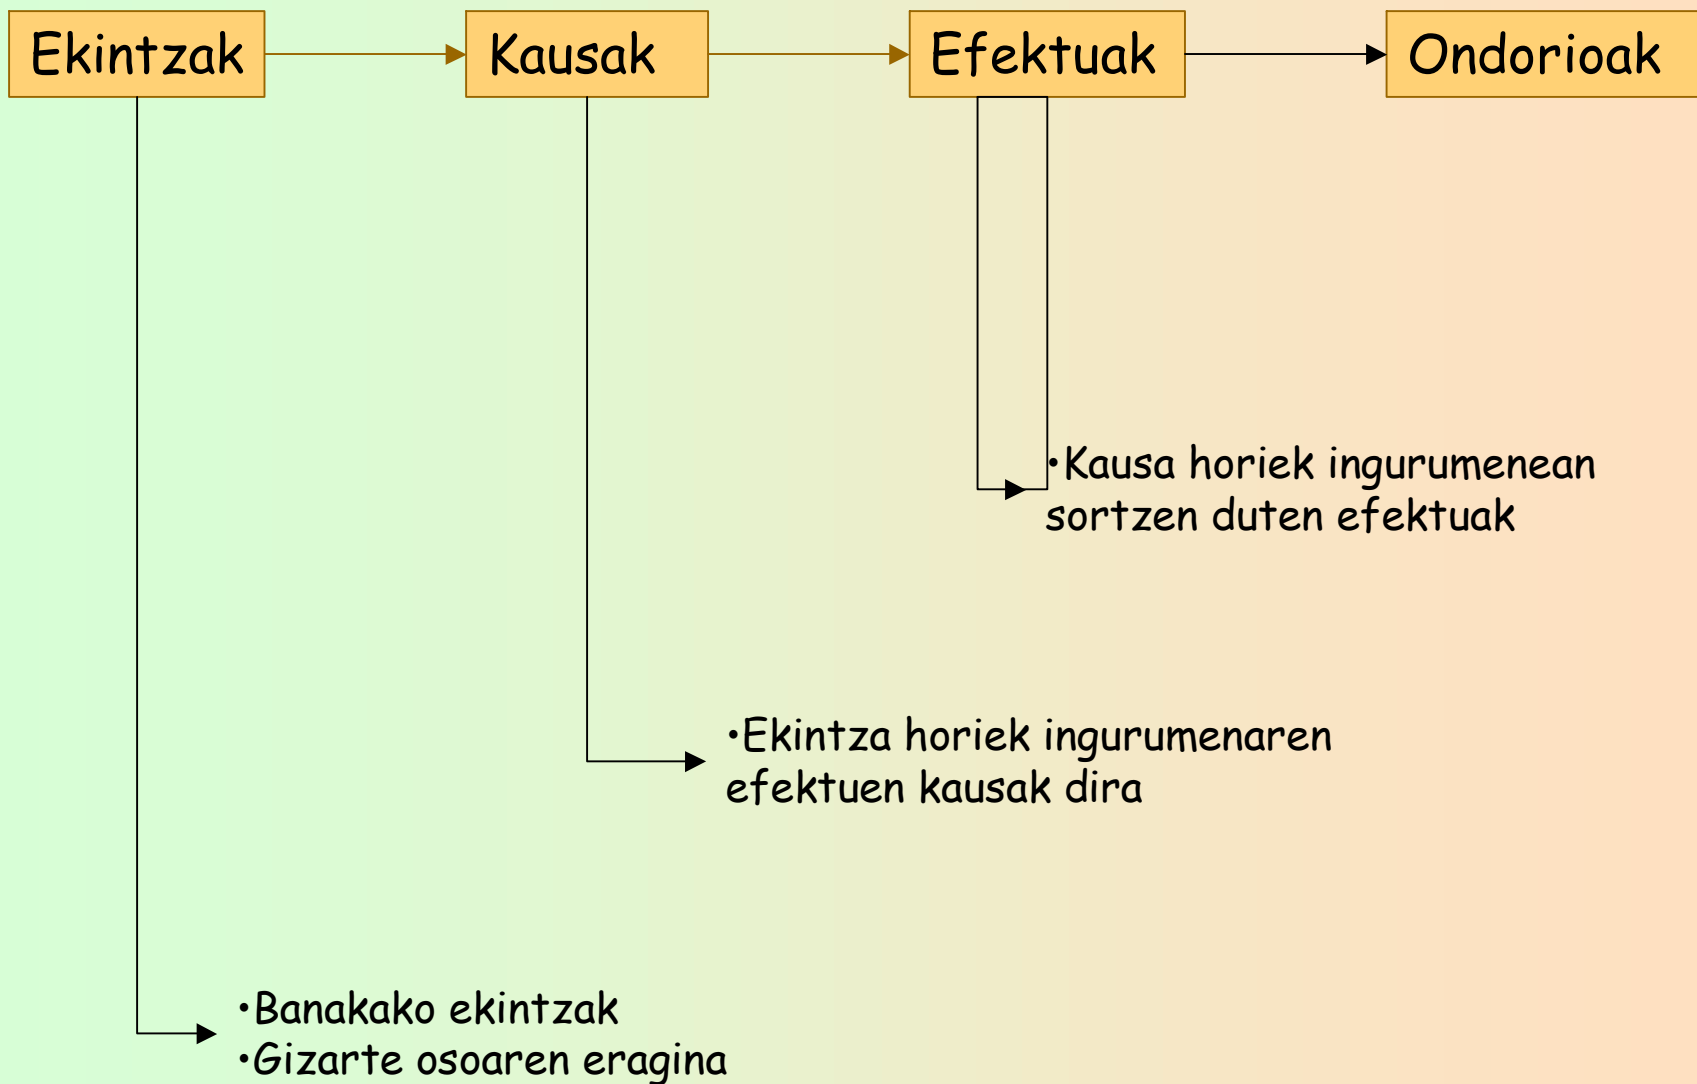 Ekintzak
Kausak
Efektuak
Ondorioak
•Kausa horiek ingurumenean
sortzen duten efektuak
•Ekintza horiek ingurumenaren
efektuen kausak dira
•Banakako ekintzak
•Gizarte osoaren eragina